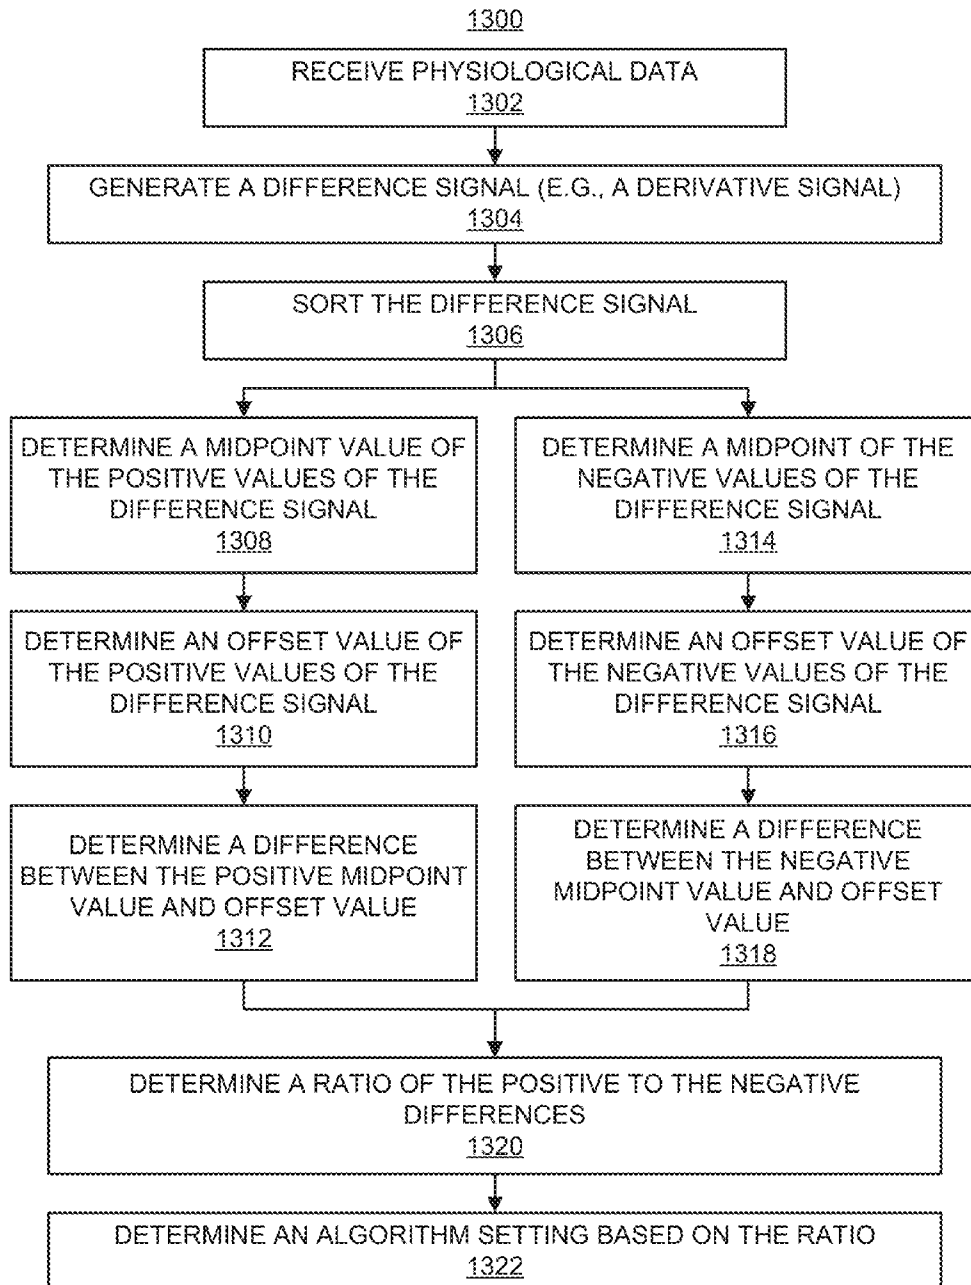 1300
RECEIVE PHYSIOLOGICAL DATA
1302
GENERATE A DIFFERENCE SIGNAL (E.G., A DERIVATIVE SIGNAL)
1304
SORT THE DIFFERENCE SIGNAL
1306
DETERMINE A MIDPOINT VALUE OF
THE POSITIVE VALUES OF THE
DIFFERENCE SIGNAL
1308
DETERMINE AN OFFSET VALUE OF
THE POSITIVE VALUES OF THE
DIFFERENCE SIGNAL
1310
DETERMINE A DIFFERENCE
BETWEEN THE POSITIVE MIDPOINT
VALUE AND OFFSET VALUE
1312
DETERMINE A MIDPOINT OF THE
NEGATIVE VALUES OF THE
DIFFERENCE SIGNAL
1314
DETERMINE AN OFFSET VALUE OF
THE NEGATIVE VALUES OF THE
DIFFERENCE SIGNAL
1316
DETERMINE A DIFFERENCE
BETWEEN THE NEGATIVE
MIDPOINT VALUE AND OFFSET
VALUE
1318
DETERMINE A RATIO OF THE POSITIVE TO THE NEGATIVE
DIFFERENCES
1320
DETERMINE AN ALGORITHM SETTING BASED ON THE RATIO
1322